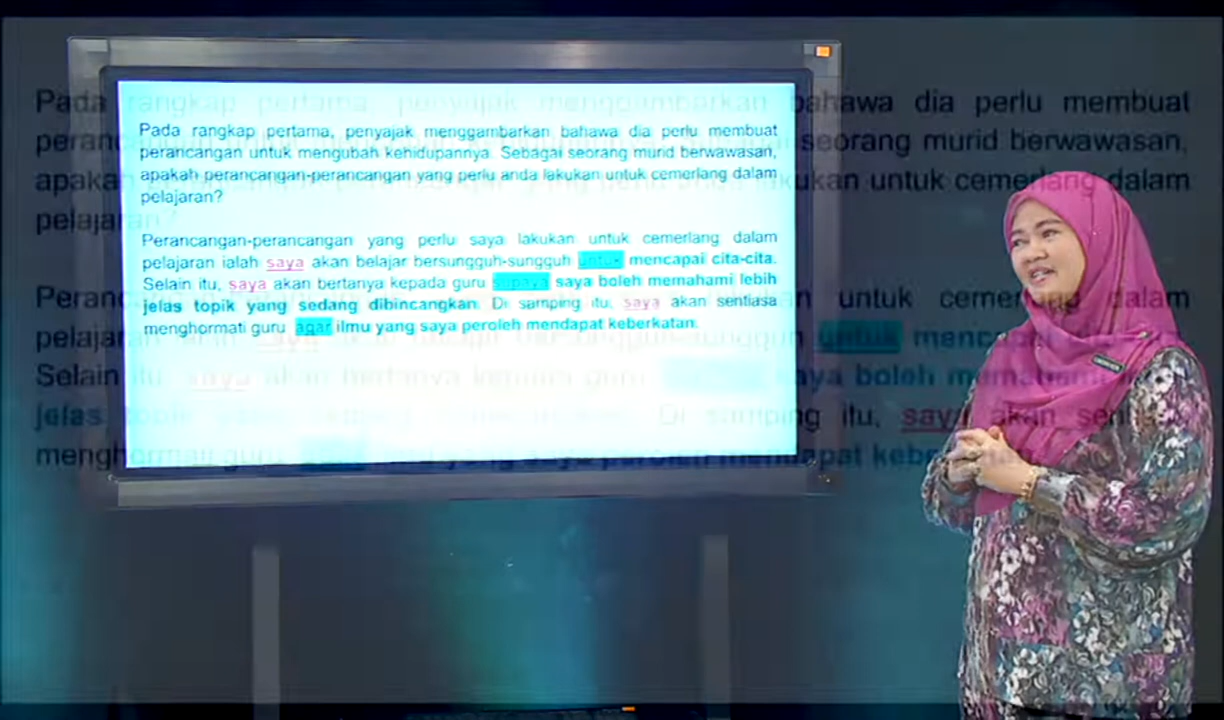 Pada rangkap pertama, penyajak menggambarkan bahawa dia perlu membuat
perancangan untuk mengubah kehidupannya. Sebagai seorang murid berwawasan,
apakah perancangan-perancangan yang perlu anda lakukan untuk cemerlang dalam
pelajaran?
Perancangan-perancangan yang perlu saya lakukan untuk cemerlang dalam
pelajaran ialah saya akan belajar bersungguh-sungguh untuk mencapai cita-cita.
Selain itu, saya akan bertanya kepada guru supaya saya boleh memahami lebih
jelas topik yang sedang dibincangkan. Di samping itu, saya akan sentiasa
menghormati guru agar ilmu yang saya peroleh mendapat keberkatan.